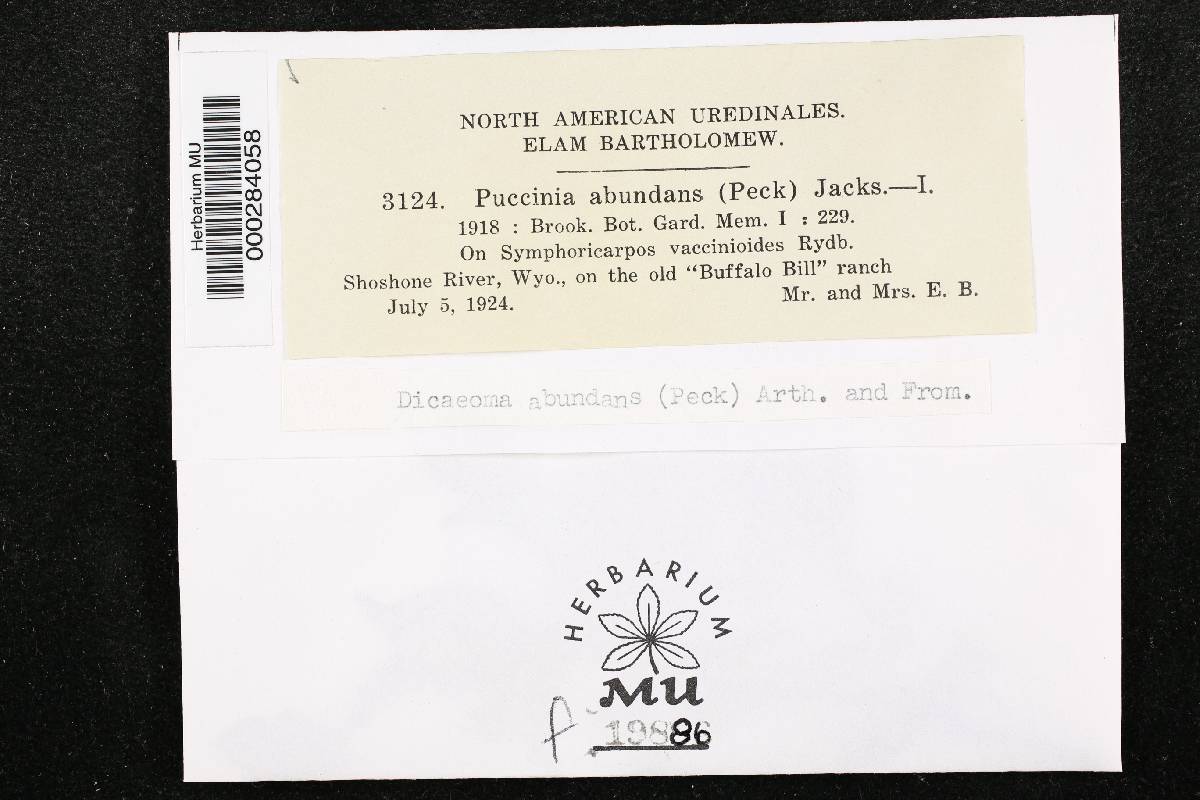 NORTH AMERICAN UREDINALES.
ELAM BARTHOLOMEW.
3124. Puccinia abundans (Peck) Jacks.—I.
1918 : Brook. Bot. Gard. Mem. I : 229.
On Symphoricarpos vaccinioides Rydb.
Shoshone River, Wyo., on the old “Buffalo Bill” ranch
July 5, 1924. Mr. and Mrs. E. B.
Herbarium MU
000284058
Dicaeoma abundans (Peck) Arth. and From.
HERBARIUM
MU
f